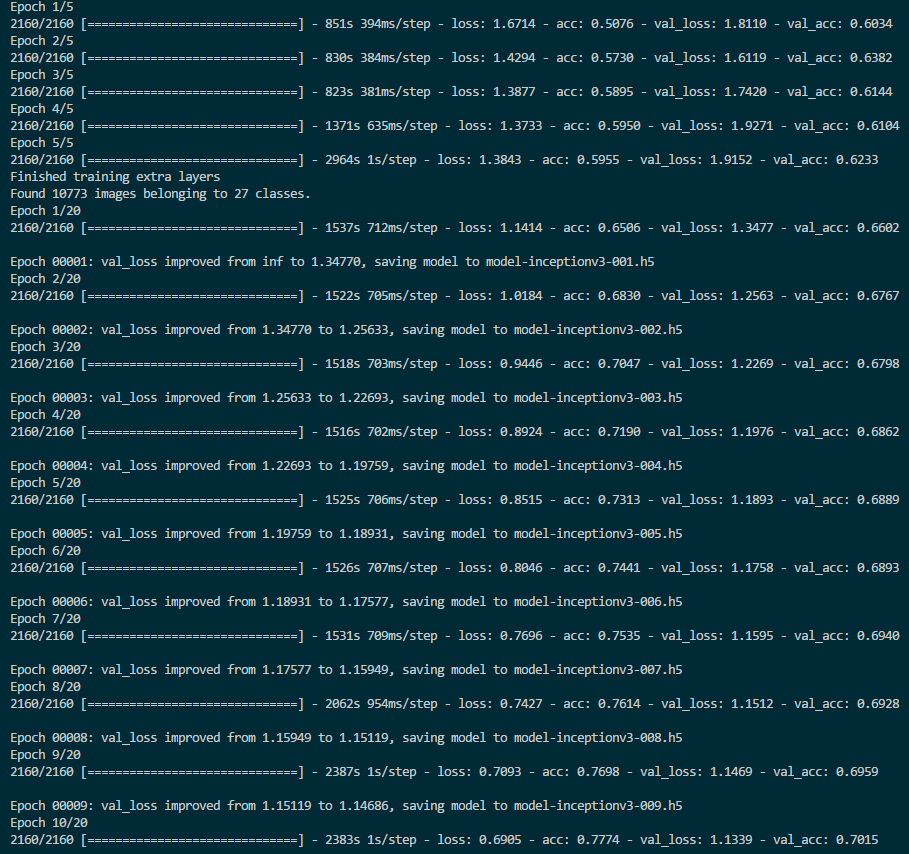 Epoch 1/5
2160/2160 [==============================] - 851s 394ms/step - loss: 1.6714 - acc: 0.5076 - val_loss: 1.8110 - val_acc: 0.6034
Epoch 2/5
2160/2160 [==============================] - 830s 384ms/step - loss: 1.4294 - acc: 0.5730 - val_loss: 1.6119 - val_acc: 0.6382
Epoch 3/5
2160/2160 [==============================] - 823s 381ms/step - loss: 1.3877 - acc: 0.5895 - val_loss: 1.7420 - val_acc: 0.6144
Epoch 4/5
2160/2160 [==============================] - 1371s 635ms/step - loss: 1.3733 - acc: 0.5950 - val_loss: 1.9271 - val_acc: 0.6104
Epoch 5/5
2160/2160 [==============================] - 2964s 1s/step - loss: 1.3843 - acc: 0.5955 - val_loss: 1.9152 - val_acc: 0.6233
Finished training extra layers
Found 10773 images belonging to 27 classes.
Epoch 1/20
2160/2160 [==============================] - 1537s 712ms/step - loss: 1.1414 - acc: 0.6506 - val_loss: 1.3477 - val_acc: 0.6602
Epoch 00001: val_loss improved from inf to 1.34770, saving model to model-inceptionv3-001.h5
Epoch 2/20
2160/2160 [==============================] - 1522s 705ms/step - loss: 1.0184 - acc: 0.6830 - val_loss: 1.2563 - val_acc: 0.6767
Epoch 00002: val_loss improved from 1.34770 to 1.25633, saving model to model-inceptionv3-002.h5
Epoch 3/20
2160/2160 [==============================] - 1518s 703ms/step - loss: 0.9446 - acc: 0.7047 - val_loss: 1.2269 - val_acc: 0.6798
Epoch 00003: val_loss improved from 1.25633 to 1.22693, saving model to model-inceptionv3-003.h5
Epoch 4/20
2160/2160 [==============================] - 1516s 702ms/step - loss: 0.8924 - acc: 0.7190 - val_loss: 1.1976 - val_acc: 0.6862
Epoch 00004: val_loss improved from 1.22693 to 1.19759, saving model to model-inceptionv3-004.h5
Epoch 5/20
2160/2160 [==============================] - 1525s 706ms/step - loss: 0.8515 - acc: 0.7313 - val_loss: 1.1893 - val_acc: 0.6889
Epoch 00005: val_loss improved from 1.19759 to 1.18931, saving model to model-inceptionv3-005.h5
Epoch 6/20
2160/2160 [==============================] - 1526s 707ms/step - loss: 0.8046 - acc: 0.7441 - val_loss: 1.1758 - val_acc: 0.6893
Epoch 00006: val_loss improved from 1.18931 to 1.17577, saving model to model-inceptionv3-006.h5
Epoch 7/20
2160/2160 [==============================] - 1531s 709ms/step - loss: 0.7696 - acc: 0.7535 - val_loss: 1.1595 - val_acc: 0.6940
Epoch 00007: val_loss improved from 1.17577 to 1.15949, saving model to model-inceptionv3-007.h5
Epoch 8/20
2160/2160 [==============================] - 2062s 954ms/step - loss: 0.7427 - acc: 0.7614 - val_loss: 1.1512 - val_acc: 0.6928
Epoch 00008: val_loss improved from 1.15949 to 1.15119, saving model to model-inceptionv3-008.h5
Epoch 9/20
2160/2160 [==============================] - 2387s 1s/step - loss: 0.7093 - acc: 0.7698 - val_loss: 1.1469 - val_acc: 0.6959
Epoch 00009: val_loss improved from 1.15119 to 1.14686, saving model to model-inceptionv3-009.h5
Epoch 10/20
2160/2160 [==============================] - 2383s 1s/step - loss: 0.6905 - acc: 0.7774 - val_loss: 1.1339 - val_acc: 0.7015